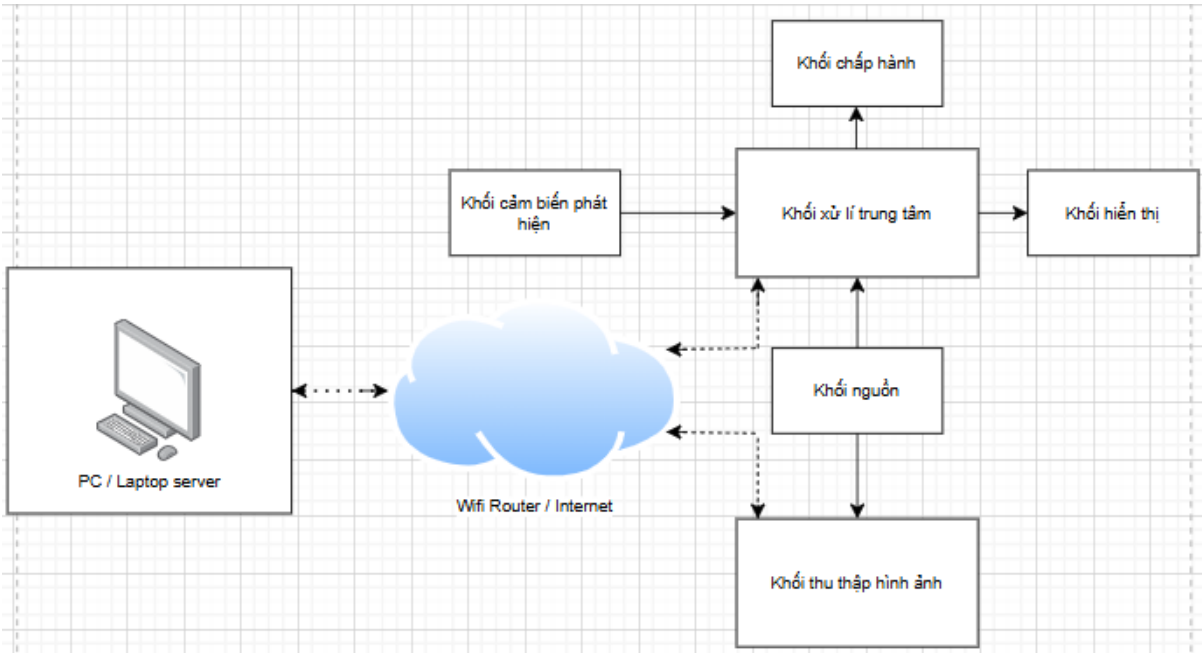 Khối chấp hành
Khối cảm biến phát
hiện
Khối xử lí trung tâm
Khối hiển thị
Khối nguồn
PC / Laptop server
Wifi Router / Internet
Khối thu thập hình ảnh